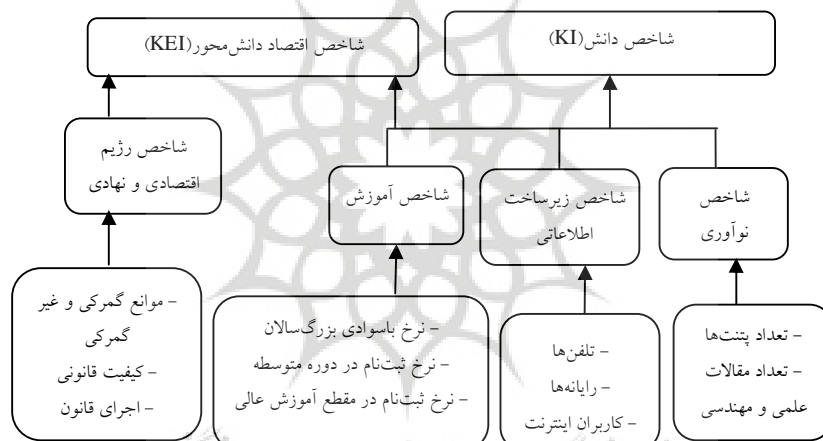 شاخص دانش(KI)
شاخص اقتصاد دانش‌محور(KEI)
شاخص
نوآوری
شاخص زیرساخت
اطلاعاتی
شاخص آموزش
شاخص رژیم
اقتصادی و نهادی
– تعداد پتنت‌ها
– تعداد مقالات
علمی و مهندسی
– تلفن‌ها
– رایانه‌ها
– کاربران اینترنت
– نرخ باسوادی بزرگ‌سالان
– نرخ ثبت‌نام در دوره متوسطه
– نرخ ثبت‌نام در مقطع آموزش عالی
– موانع گمرکی و غیر
گمرکی
– کیفیت قانونی
– اجرای قانون